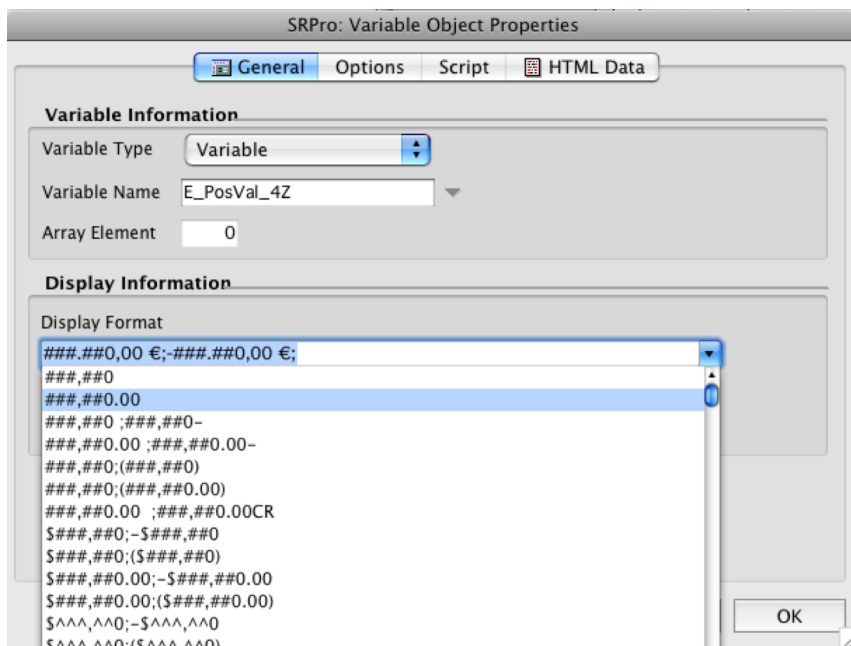 SRPro: Variable Object Properties
General Options Script HTML Data
Variable Information
Variable Type Variable
Variable Name E_PosVal_4Z
Array Element 0
Display Information
Display Format
###.##0,00 €;-###.##0,00 €;
###,##0
###,##0.00
###,##0 ;###,##0-
###,##0.00 ;###,##0.00-
###,##0;(###,##0)
###,##0;(###,##0.00)
###,##0.00  ;###,##0.00CR
$###,##0;-$###,##0
$###,##0;($###,##0)
$###,##0.00;-$###,##0.00
$###,##0.00;($###,##0.00)
$^^^,^^0;-$^^^,^^0
$^^^,^^0;($^^^,^^0)
OK